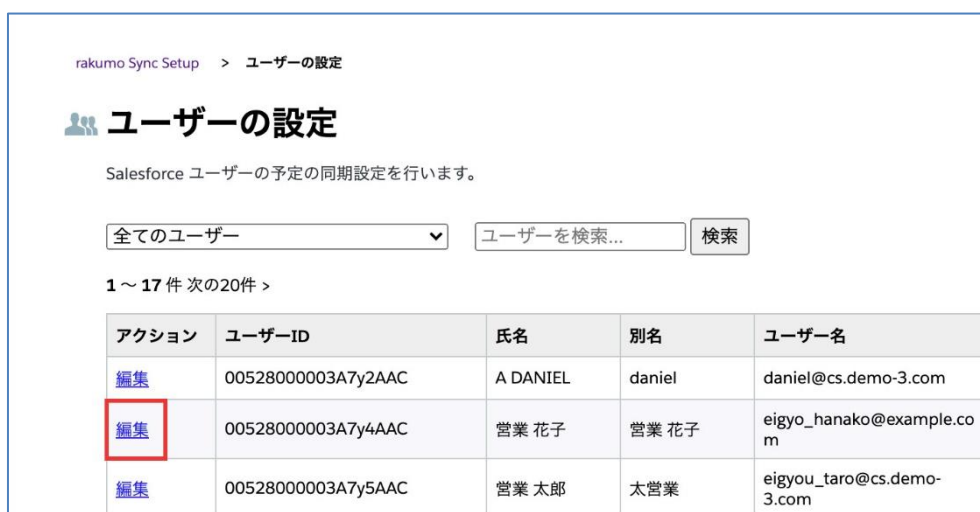 rakumo Sync Setup > ユーザーの設定
ユーザーの設定
Salesforce ユーザーの予定の同期設定を行います。
全てのユーザー ユーザーを検索... 検索
1 ～ 17 件 次の20件 >
アクション ユーザーID 氏名 別名 ユーザー名
編集 00528000003A7y2AAC A DANIEL daniel daniel@cs.demo-3.com
編集 00528000003A7y4AAC 営業 花子 営業 花子 eigyo_hanako@example.co
m
編集 00528000003A7y5AAC 営業 太郎 太営業 eigyou_taro@cs.demo-
3.com